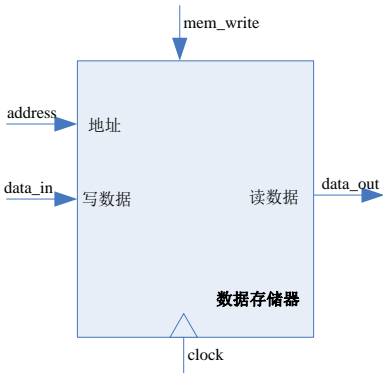 mem_write
address
地址
data_in
写数据
读数据
data_out
数据存储器
clock